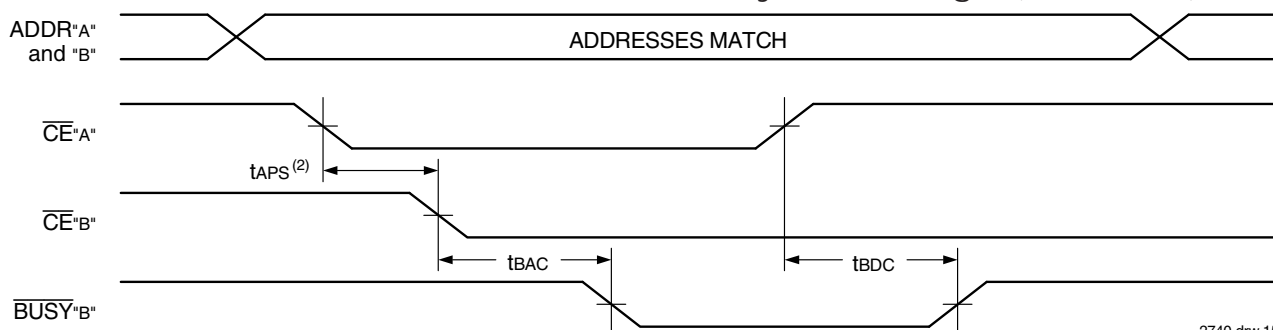 ADDR"A"
and "B"
ADDRESSES MATCH
CE"A"
tAPS (2)
CE"B"
tBAC
tBDC
BUSY"B"